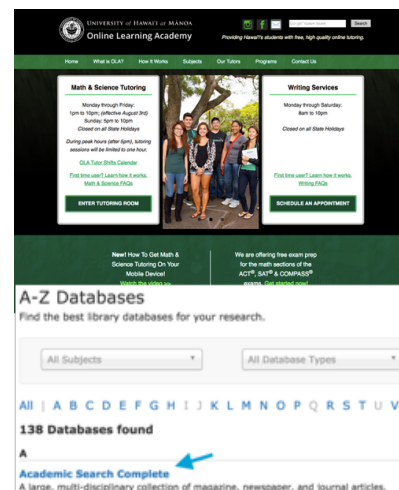 UNIVERSITY of HAWAI'I at MĀNOA
Online Learning Academy
Search
Providing Hawai'i's students with free, high quality online tutoring.
Home What is OLA? How It Works Subjects Our Tutors Programs Contact Us
Math & Science Tutoring
Monday through Friday:
1pm to 10pm; (effective August 3rd)
Sunday: 5pm to 10pm
Closed on all State Holidays
During peak hours (after 5pm), tutoring
sessions will be limited to one hour.
OLA Tutor Shifts Calendar
First time user? Learn how it works.
Math & Science FAQs
ENTER TUTORING ROOM
Writing Services
Monday through Saturday:
8am to 10pm
Closed on all State Holidays
First time user? Learn how it works.
Writing FAQs
SCHEDULE AN APPOINTMENT
New! How To Get Math &
Science Tutoring On Your
Mobile Device!
Watch the video >>
We are offering free exam prep
for the math sections of the
ACT®, SAT® & COMPASS®
exams. Get started now!
A-Z Databases
Find the best library databases for your research.
All Subjects
All Database Types
All | A B C D E F G H I J K L M N O P Q R S T U V
138 Databases found
A
Academic Search Complete
A large, multi-disciplinary collection of magazine, newspaper, and journal articles.